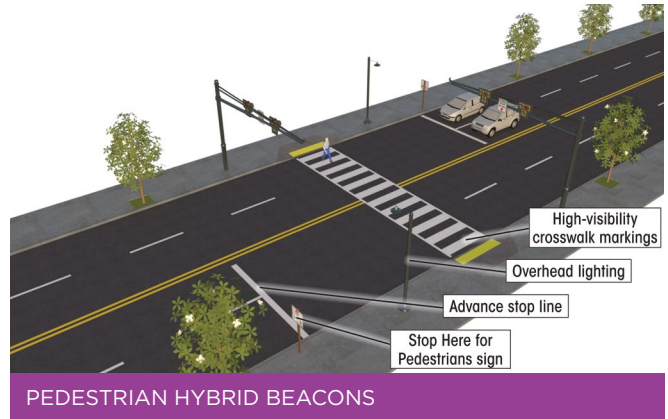 High-visibility
crosswalk markings
Overhead lighting
Advance stop line
Stop Here for
Pedestrians sign
PEDESTRIAN HYBRID BEACONS